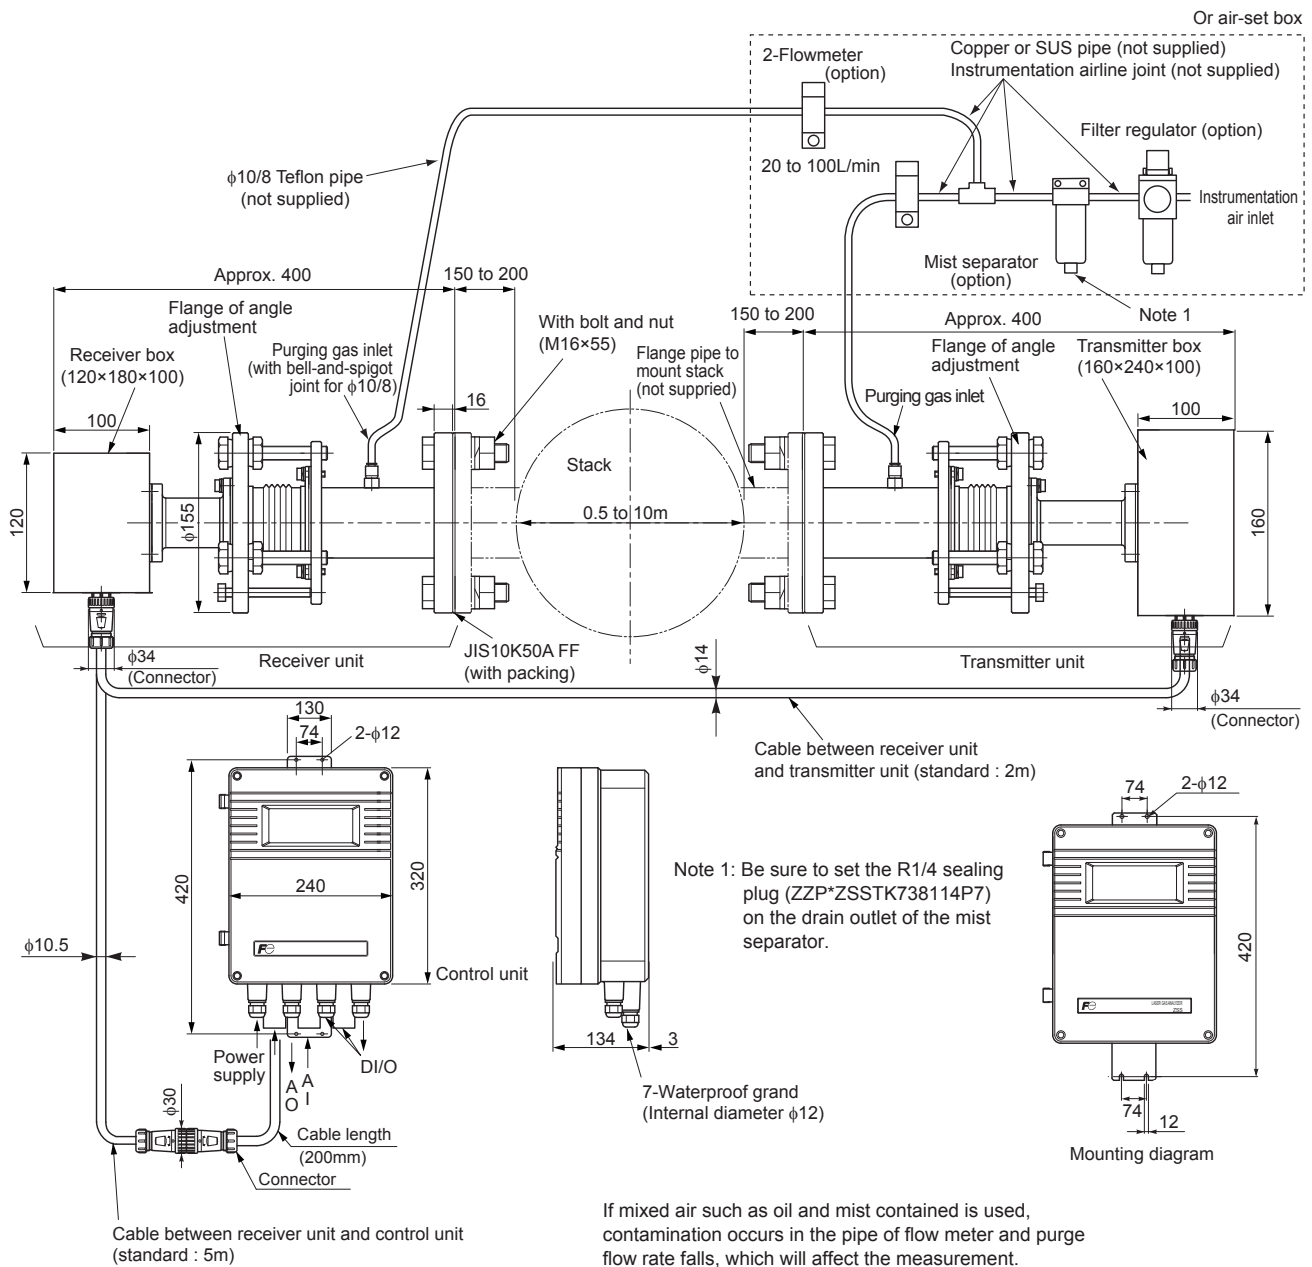 Or air-set box
2-Flowmeter
(option)
Copper or SUS pipe (not supplied)
Instrumentation airline joint (not supplied)
Filter regulator (option)
20 to 100L/min
ϕ10/8 Teflon pipe
(not supplied)
Instrumentation
air inlet
Mist separator
(option)
Note 1
Approx. 400
150 to 200
Flange of angle
adjustment
With bolt and nut
(M16×55)
150 to 200
Approx. 400
Receiver box
(120×180×100)
Purging gas inlet
(with bell-and-spigot
joint for ϕ10/8)
Flange pipe to
mount stack
(not suppried)
Flange of angle
adjustment
Transmitter box
(160×240×100)
Purging gas inlet
16
100
100
Stack
120
ϕ155
0.5 to 10m
160
Receiver unit
JIS10K50A FF
(with packing)
ϕ14
Transmitter unit
ϕ34
(Connector)
ϕ34
(Connector)
130
74
2-ϕ12
Cable between receiver unit
and transmitter unit (standard : 2m)
74
2-ϕ12
420
240
320
Note 1: Be sure to set the R1/4 sealing
plug (ZZP*ZSSTK738114P7)
on the drain outlet of the mist
separator.
ϕ10.5
Fe
Control unit
420
Fe
LASER GAS ANALYZER
ZSS
134
3
Power
supply
AO
AI
DI/O
ϕ30
7-Waterproof grand
(Internal diameter ϕ12)
74
12
Cable length
(200mm)
Connector
Mounting diagram
Cable between receiver unit and control unit
(standard : 5m)
If mixed air such as oil and mist contained is used,
contamination occurs in the pipe of flow meter and purge
flow rate falls, which will affect the measurement.